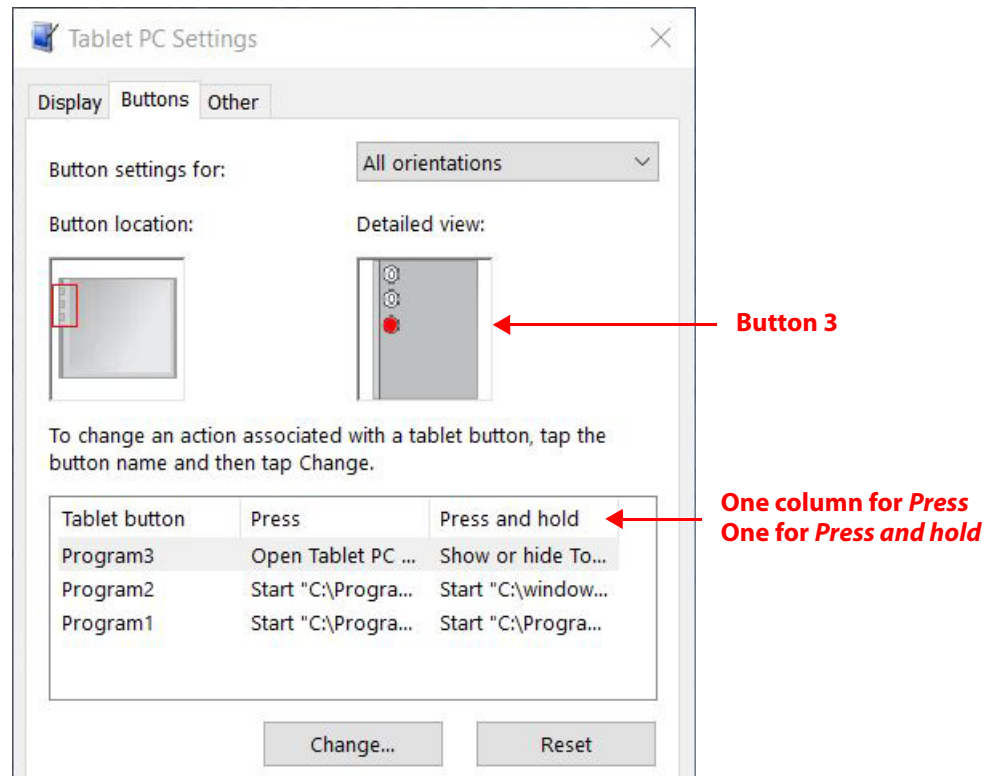 Tablet PC Settings
Display Buttons Other
Button settings for: All orientations
Button location: Detailed view:
Button 3
To change an action associated with a tablet button, tap the
button name and then tap Change.
One column for Press
One for Press and hold
Tablet button Press Press and hold
Program3 Open Tablet PC ... Show or hide To...
Program2 Start "C:\Progra... Start "C:\window...
Program1 Start "C:\Progra... Start "C:\Progra...
Change... Reset